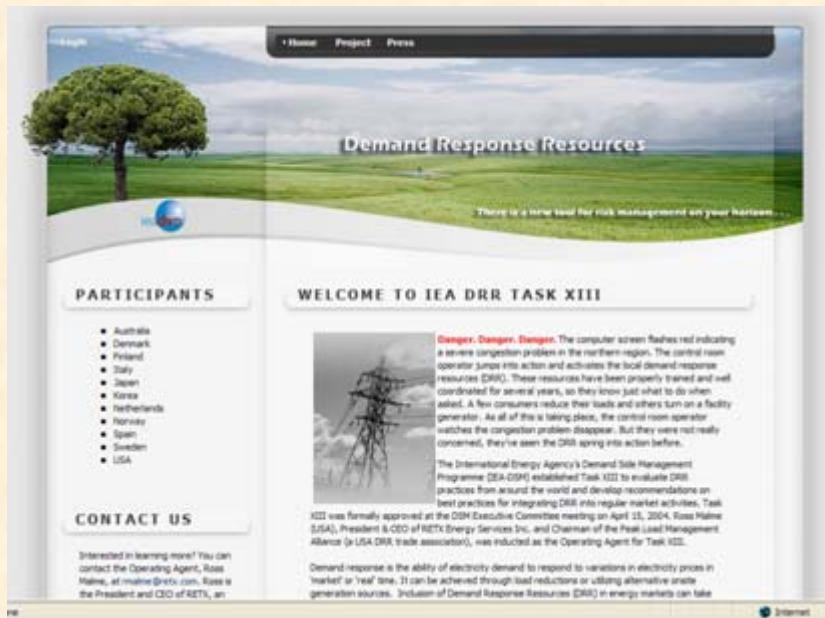 Login
Home Project Press
Demand Response Resources
There is a new tool for risk management on your horizon . . .
PARTICIPANTS
Australia
Denmark
Finland
Italy
Japan
Korea
Netherlands
Norway
Spain
Sweden
USA
CONTACT US
Interested in learning more? You can
contact the Operating Agent, Ross
Malme, at rmalme@retx.com. Ross is
the President and CEO of RETX, an
WELCOME TO IEA DRR TASK XIII
Danger. Danger. Danger. The computer screen flashes red indicating
a severe congestion problem in the northern region. The control room
operator jumps into action and activates the local demand response
resources (DRR). These resources have been properly trained and well
coordinated for several years, so they know just what to do when
asked. A few consumers reduce their loads and others turn on a facility
generator. As all of this is taking place, the control room operator
watches the congestion problem disappear. But they were not really
concerned, they've seen the DRR spring into action before.
The International Energy Agency's Demand Side Management
Programme (IEA-DSM) established Task XIII to evaluate DRR
practices from around the world and develop recommendations on
best practices for integrating DRR into regular market activities. Task
XIII was formally approved at the DSM Executive Committee meeting on April 15, 2004. Ross Malme
(USA), President & CEO of RETX Energy Services Inc. and Chairman of the Peak Load Management
Alliance (a USA DRR trade association), was inducted as the Operating Agent for Task XIII.
Demand response is the ability of electricity demand to respond to variations in electricity prices in
'market' or 'real' time. It can be achieved through load reductions or utilizing alternative onsite
generation sources. Inclusion of Demand Response Resources (DRR) in energy markets can take
Internet